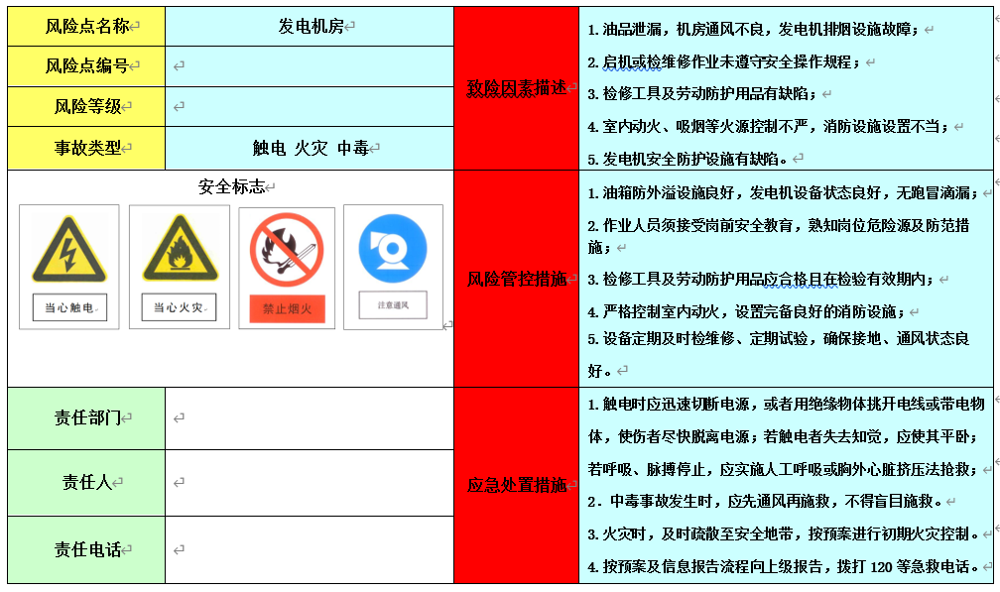 风险点名称
发电机房
风险点编号
风险等级
事故类型
触电 火灾 中毒
致险因素描述
1.油品泄漏，机房通风不良，发电机排烟设施故障；
2.启机或检维修作业未遵守安全操作规程；
3.检修工具及劳动防护用品有缺陷；
4.室内动火、吸烟等火源控制不严，消防设施设置不当；
5.发电机安全防护设施有缺陷。
安全标志
当心触电
当心火灾
禁止烟火
注意通风
风险管控措施
1.油箱防外溢设施良好，发电机设备状态良好，无跑冒滴漏；
2.作业人员须接受岗前安全教育，熟知岗位危险源及防范措
施；
3.检修工具及劳动防护用品应合格且在检验有效期内；
4.严格控制室内动火，设置完备良好的消防设施；
5.设备定期及时检维修、定期试验，确保接地、通风状态良
好。
责任部门
责任人
责任电话
应急处置措施
1.触电时应迅速切断电源，或者用绝缘物体挑开电线或带电物
体，使伤者尽快脱离电源；若触电者失去知觉，应使其平卧；
若呼吸、脉搏停止，应实施人工呼吸或胸外心脏挤压法抢救；
2．中毒事故发生时，应先通风再施救，不得盲目施救。
3.火灾时，及时疏散至安全地带，按预案进行初期火灾控制。
4.按预案及信息报告流程向上级报告，拨打 120 等急救电话。